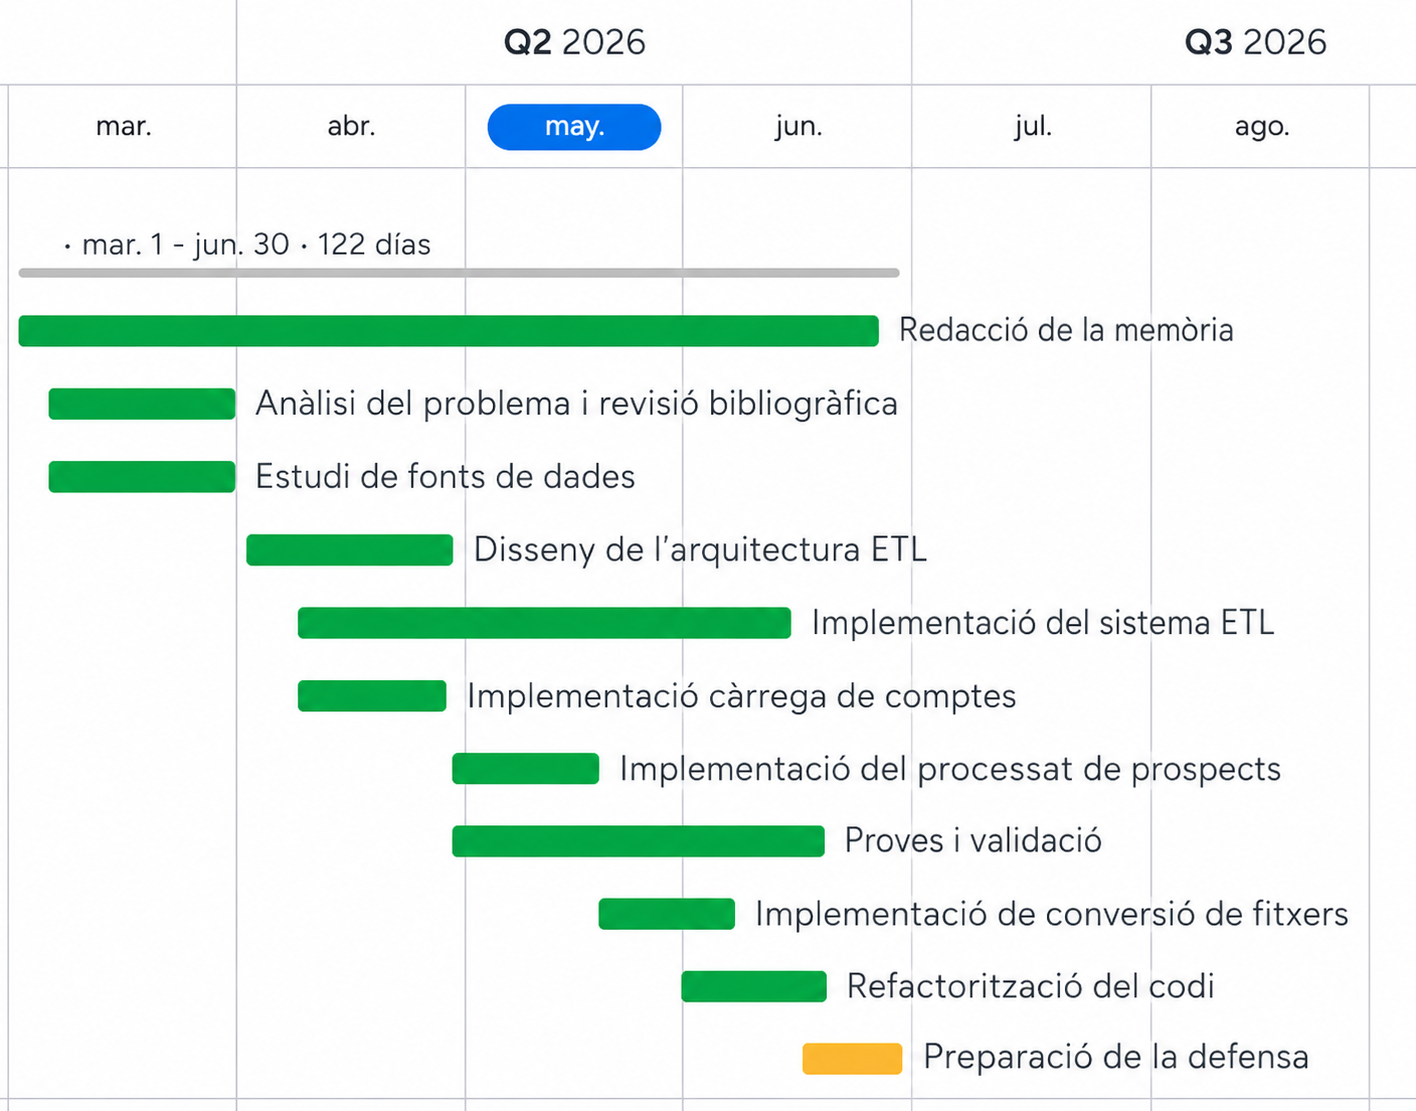 Q2 2026
Q3 2026
mar.
abr.
may.
jun.
jul.
ago.
· mar. 1 - jun. 30 · 122 días
Redacció de la memòria
Anàlisi del problema i revisió bibliogràfica
Estudi de fonts de dades
Disseny de l’arquitectura ETL
Implementació del sistema ETL
Implementació càrrega de comptes
Implementació del processat de prospects
Proves i validació
Implementació de conversió de fitxers
Refactorització del codi
Preparació de la defensa